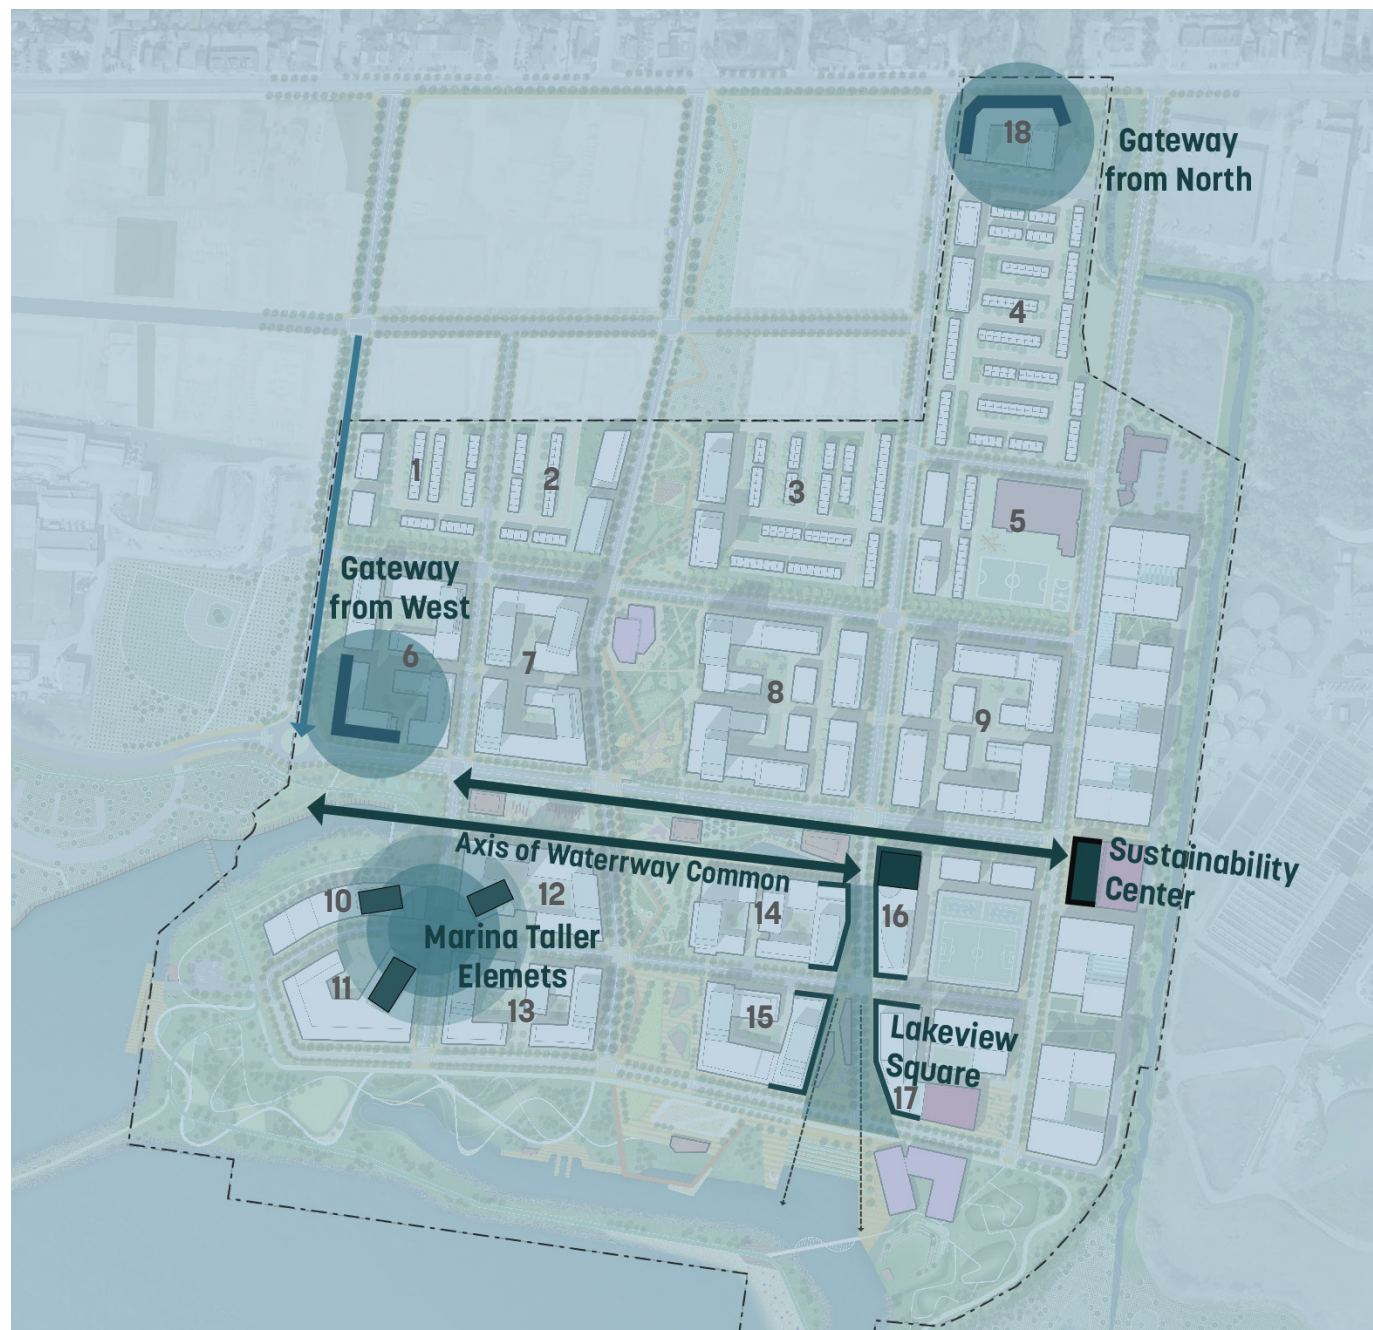 18
Gateway
from North
4
1
2
3
5
Gateway
from West
6
7
8
9
Axis of Waterrway Common
Sustainability
Center
10
12
14
16
Marina Taller
Elemets
11
13
15
Lakeview
Square
17